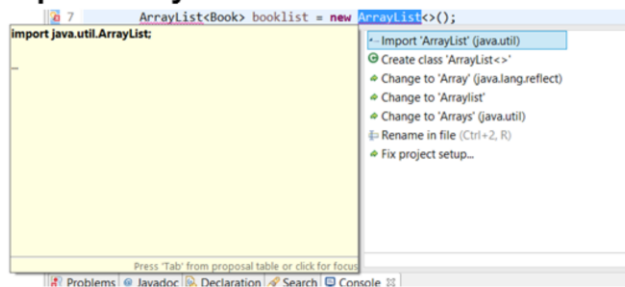 7 ArrayList<Book> booklist = new ArrayList<>();
import java.util.ArrayList;
Import 'ArrayList' (java.util)
Create class 'ArrayList<>'
Change to 'Array' (java.lang.reflect)
Change to 'Arraylist'
Change to 'Arrays' (java.util)
Rename in file (Ctrl+2, R)
Fix project setup...
Press 'Tab' from proposal table or click for focus
Problems @ Javadoc Declaration Search Console